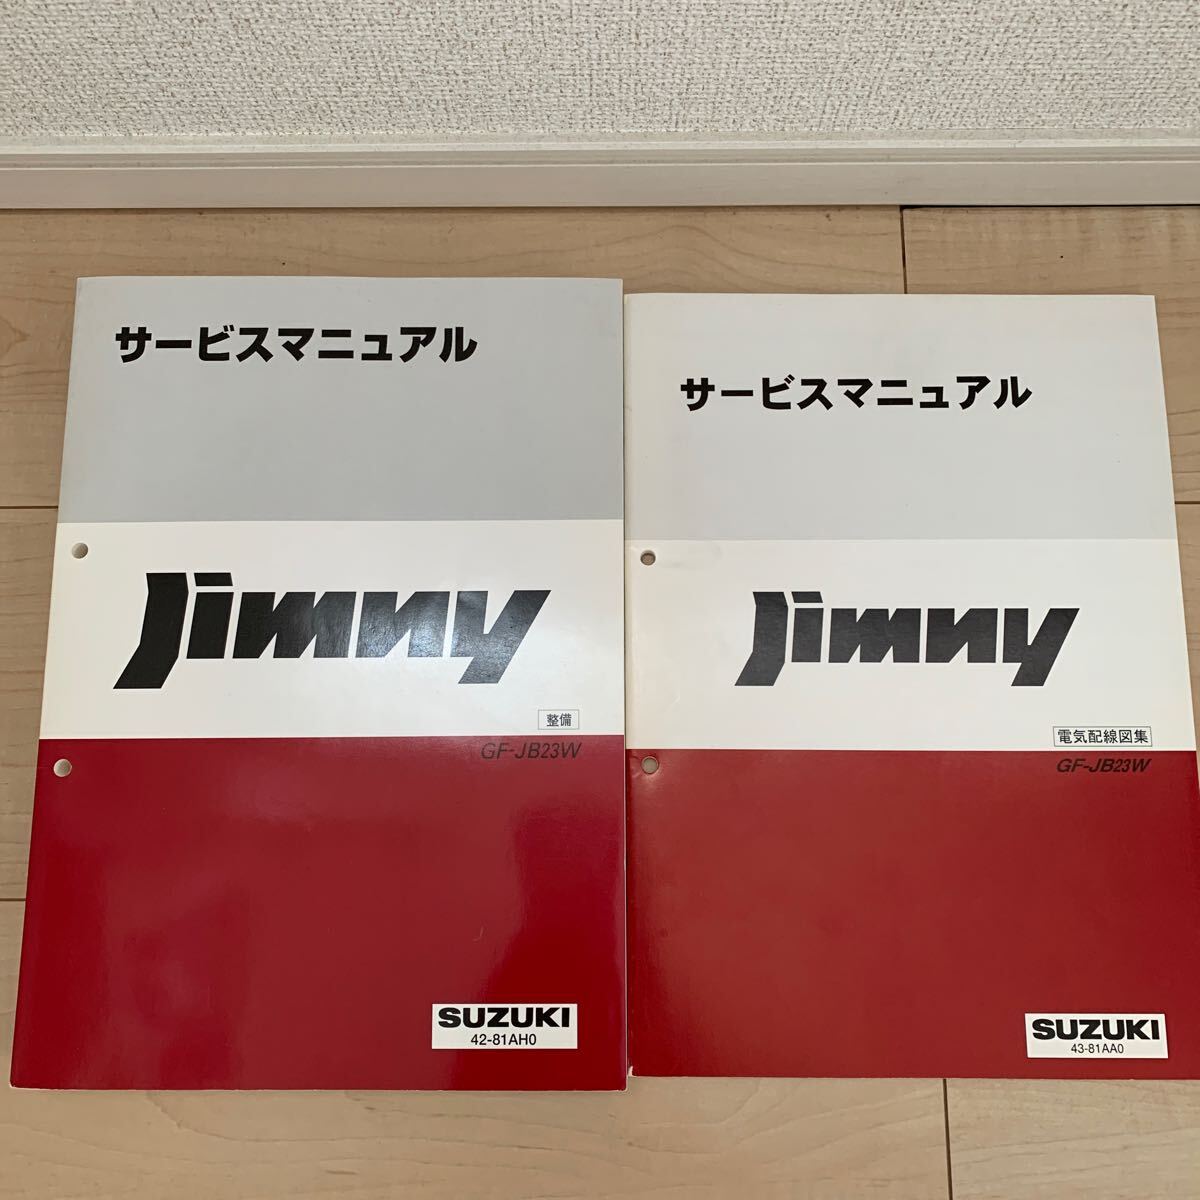 サービスマニュアル
Jimny
整備
GF-JB23W
SUZUKI
42-81AH0
サービスマニュアル
Jimny
電気配線図集
GF-JB23W
SUZUKI
43-81AA0